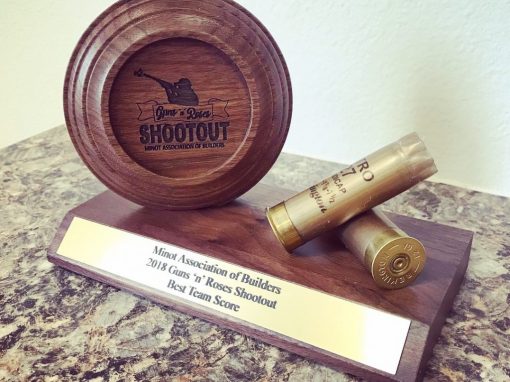 Guns 'n' Roses
SHOOTOUT
MINOT ASSOCIATION OF BUILDERS
Minot Association of Builders
2018 Guns 'n' Roses Shootout
Best Team Score